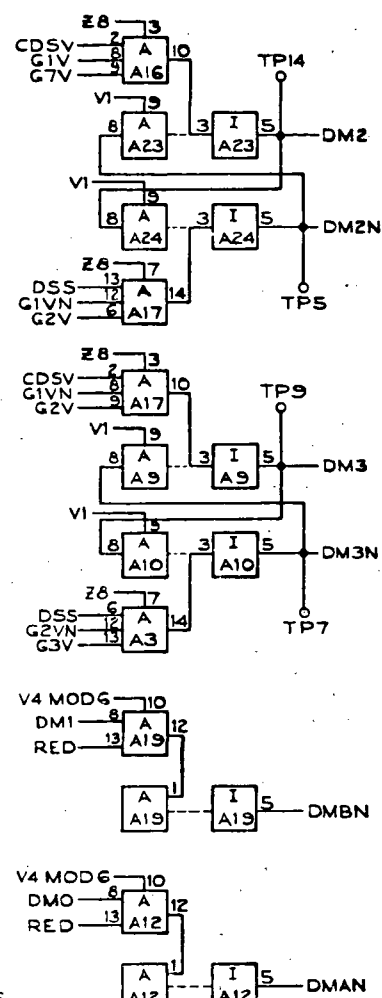 Z8 3
CDSV 2 A 10 TP14
G1V 8 A16
G7V 9
V1 9
8 A 3 I 5 DM2
A23 A23
V1 9
8 A 3 I 5 DM2N
A24 A24
Z8 7
DSS 13 A 14
G1VN 12 A17
G2V 6 TP5
Z8 3
CDSV 2 A 10 TP9
G1VN 8 A17
G2V 9
V1 9
8 A 3 I 5 DM3
A9 A9
V1 9
8 A 3 I 5 DM3N
A10 A10
Z8 7
DSS 6 A 14
G2VN 12 A3
G3V 13 TP7
V4 MOD6 10
DM1 8 A 12
RED 13 A19
1
A I 5 DMBN
A19 A19
V4 MOD6 10
DM0 8 A 12
RED 13 A12
1
A I 5 DMAN
A12 A12